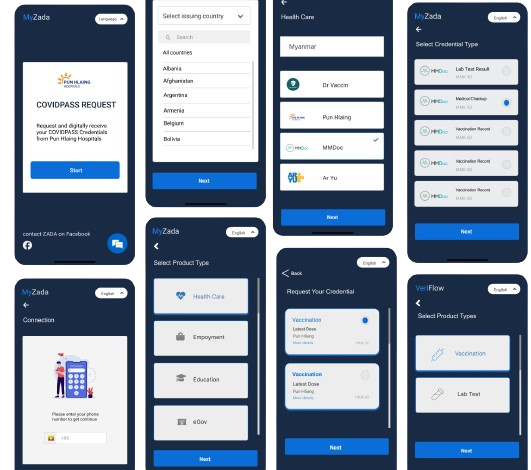 MyZada
Language
PUN HLAING
HOSPITALS
COVIDPASS REQUEST
Request and digitally receive
your COVIDPASS Credentials
from Pun Hlaing Hospitals
Start
contact ZADA on Facebook
Select issuing country
Search
All countries
Albania
Afghanistan
Argentina
Armenia
Belgium
Bolivia
Next
Health Care
Myanmar
Dr Vaccin
Pun Hlaing
MMDoc
MMDoc
Ar Yu
Next
MyZada
English
Select Credential Type
MMDoc
Lab Test Result
MMDoc
Medical Checkup
MMDoc
Vaccination Record
MMDoc
Vaccination Record
MMDoc
Vaccination Record
Next
MyZada
English
Connection
Please enter your phone
number to get continue
+95
MyZada
English
Select Product Type
Health Care
Empoyment
Education
eGov
Next
English
Back
Request Your Credential
Vaccination
Latest Dose
Pun Hlaing
More details
Vaccination
Latest Dose
Pun Hlaing
More details
Next
VeriFlow
English
Select Product Types
Vaccination
Lab Test
Next